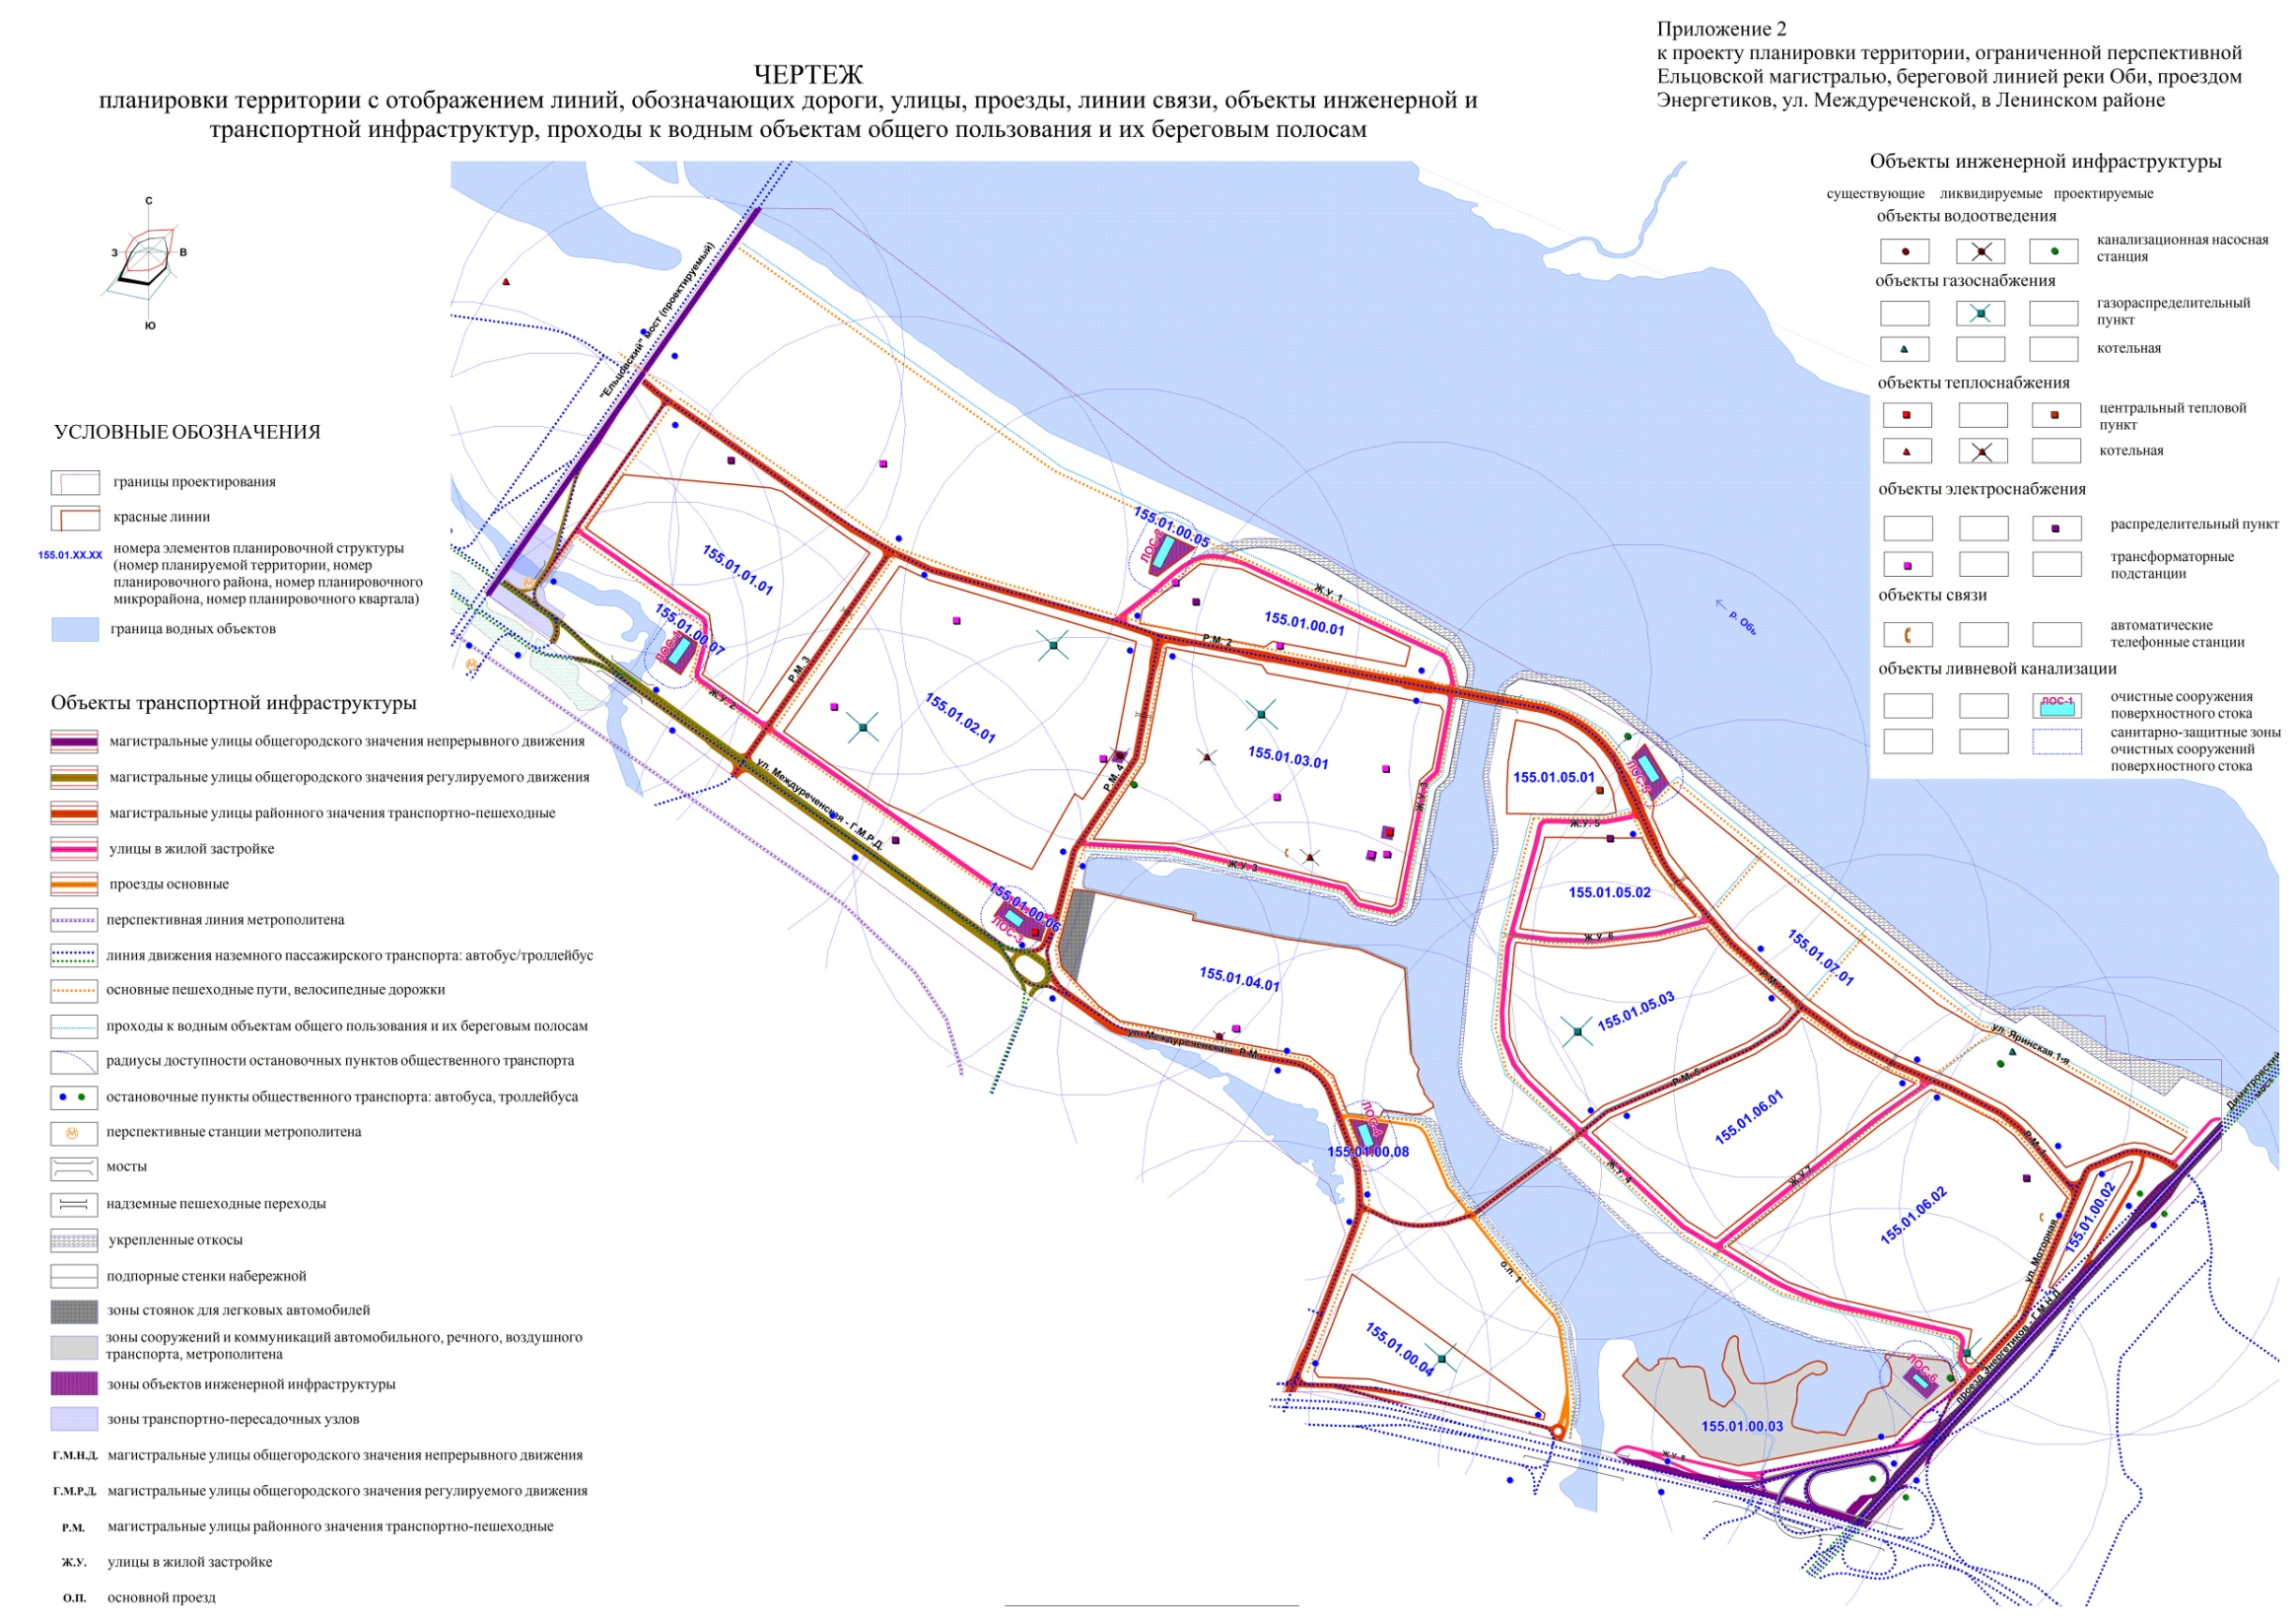 Приложение 2
к проекту планировки территории, ограниченной перспективной
Ельцовской магистралью, береговой линией реки Оби, проездом
Энергетиков, ул. Междуреченской, в Ленинском районе
ЧЕРТЕЖ
планировки территории с отображением линий, обозначающих дороги, улицы, проезды, линии связи, объекты инженерной и
транспортной инфраструктур, проходы к водным объектам общего пользования и их береговым полосам
С
З
В
Ю
УСЛОВНЫЕ ОБОЗНАЧЕНИЯ
границы проектирования
красные линии
155.01.XX.XX
номера элементов планировочной структуры
(номер планируемой территории, номер
планировочного района, номер планировочного
микрорайона, номер планировочного квартала)
граница водных объектов
Объекты транспортной инфраструктуры
магистральные улицы общегородского значения непрерывного движения
магистральные улицы общегородского значения регулируемого движения
магистральные улицы районного значения транспортно-пешеходные
улицы в жилой застройке
проезды основные
перспективная линия метрополитена
линия движения наземного пассажирского транспорта: автобус/троллейбус
основные пешеходные пути, велосипедные дорожки
проходы к водным объектам общего пользования и их береговым полосам
радиусы доступности остановочных пунктов общественного транспорта
остановочные пункты общественного транспорта: автобуса, троллейбуса
М
перспективные станции метрополитена
мосты
надземные пешеходные переходы
укрепленные откосы
подпорные стенки набережной
зоны стоянок для легковых автомобилей
зоны сооружений и коммуникаций автомобильного, речного, воздушного
транспорта, метрополитена
зоны объектов инженерной инфраструктуры
зоны транспортно-пересадочных узлов
Г.М.Н.Д. магистральные улицы общегородского значения непрерывного движения
Г.М.Р.Д. магистральные улицы общегородского значения регулируемого движения
Р.М. магистральные улицы районного значения транспортно-пешеходные
Ж.У. улицы в жилой застройке
О.П. основной проезд
Объекты инженерной инфраструктуры
существующие ликвидируемые проектируемые
объекты водоотведения
канализационная насосная
станция
объекты газоснабжения
газораспределительный
пункт
котельная
объекты теплоснабжения
центральный тепловой
пункт
котельная
объекты электроснабжения
распределительный пункт
трансформаторные
подстанции
объекты связи
автоматические
телефонные станции
объекты ливневой канализации
ЛОС-1
очистные сооружения
поверхностного стока
санитарно-защитные зоны
очистных сооружений
поверхностного стока
"Ельцовский" мост (проектируемый)
155.01.01.01
155.01.00.07
М
М
Ж.У. 2
Р.М. 3
155.01.02.01
ул. Междуреченская - Г.М.Р.Д.
155.01.00.05
ЛОС-2
Ж.У. 1
155.01.00.01
Р.М. 2
155.01.03.01
Р.М. 4
Ж.У. 3
Ж.У. 3
155.01.00.06
ЛОС-3
155.01.04.01
ул. Междуреченская- Р.М.
р. Обь
155.01.05.01
ЛОС-5
Ж.У. 5
155.01.05.02
Ж.У. 6
155.01.05.03
155.01.07.01
Р.М. 1
ул. Яринская 1-я
Димитровский
мост
Р.М. 5
155.01.06.01
Ж.У. 4
Ж.У. 7
Р.М. 1
155.01.06.02
155.01.00.02
ул. Моторная
проезд Энергетиков - Г.М.Н.Д.
155.01.00.08
о.п. 1
155.01.00.04
ЛОС-6
155.01.00.03
Ж.У. 8